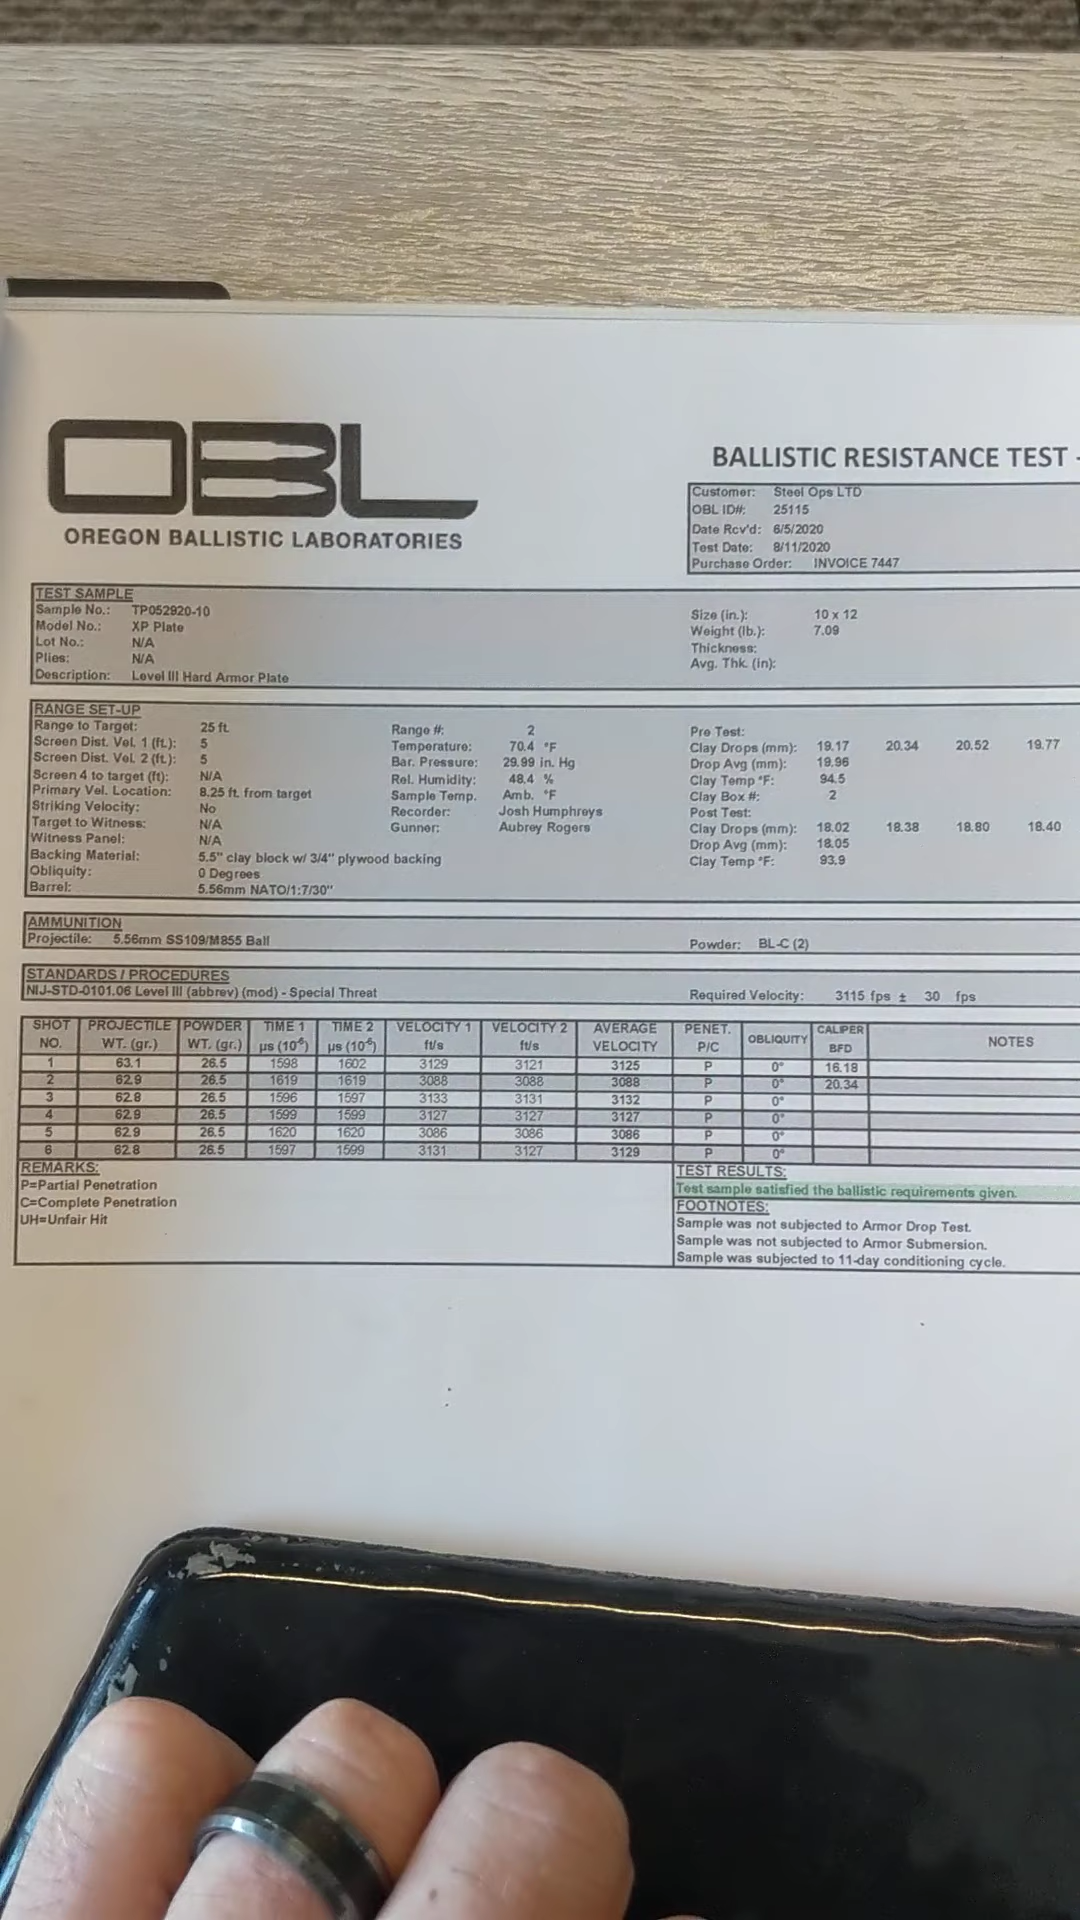 OBL
OREGON BALLISTIC LABORATORIES
BALLISTIC RESISTANCE TEST -
Customer: Steel Ops LTD
OBL ID#: 25115
Date Rcv'd: 6/5/2020
Test Date: 8/11/2020
Purchase Order: INVOICE 7447
TEST SAMPLE
Sample No.: TP052920-10
Model No.: XP Plate
Lot No.: N/A
Plies: N/A
Description: Level III Hard Armor Plate
Size (in.): 10 x 12
Weight (lb.): 7.09
Thickness:
Avg. Thk. (in):
RANGE SET-UP
Range to Target: 25 ft.
Screen Dist. Vel. 1 (ft.): 5
Screen Dist. Vel. 2 (ft.): 5
Screen 4 to target (ft): N/A
Primary Vel. Location: 8.25 ft. from target
Striking Velocity: No
Target to Witness: N/A
Witness Panel: N/A
Backing Material: 5.5" clay block w/ 3/4" plywood backing
Obliquity: 0 Degrees
Barrel: 5.56mm NATO/1:7/30"
Range #: 2
Temperature: 70.4 °F
Bar. Pressure: 29.99 in. Hg
Rel. Humidity: 48.4 %
Sample Temp. Amb. °F
Recorder: Josh Humphreys
Gunner: Aubrey Rogers
Pre Test:
Clay Drops (mm): 19.17 20.34 20.52 19.77
Drop Avg (mm): 19.96
Clay Temp °F: 94.5
Clay Box #: 2
Post Test:
Clay Drops (mm): 18.02 18.38 18.80 18.40
Drop Avg (mm): 18.05
Clay Temp °F: 93.9
AMMUNITION
Projectile: 5.56mm SS109/M855 Ball Powder: BL-C (2)
STANDARDS / PROCEDURES
NIJ-STD-0101.06 Level III (abbrev) (mod) - Special Threat Required Velocity: 3115 fps ± 30 fps
SHOT NO. PROJECTILE WT. (gr.) POWDER WT. (gr.) TIME 1 µs (10⁻⁶) TIME 2 µs (10⁻⁶) VELOCITY 1 ft/s VELOCITY 2 ft/s AVERAGE VELOCITY PENET. P/C OBLIQUITY CALIPER BFD NOTES
1 63.1 26.5 1598 1602 3129 3121 3125 P 0° 16.18
2 62.9 26.5 1619 1619 3088 3088 3088 P 0° 20.34
3 62.8 26.5 1596 1597 3133 3131 3132 P 0°
4 62.9 26.5 1599 1599 3127 3127 3127 P 0°
5 62.9 26.5 1620 1620 3086 3086 3086 P 0°
6 62.8 26.5 1597 1599 3131 3127 3129 P 0°
REMARKS:
P=Partial Penetration
C=Complete Penetration
UH=Unfair Hit
TEST RESULTS:
Test sample satisfied the ballistic requirements given.
FOOTNOTES:
Sample was not subjected to Armor Drop Test.
Sample was not subjected to Armor Submersion.
Sample was subjected to 11-day conditioning cycle.